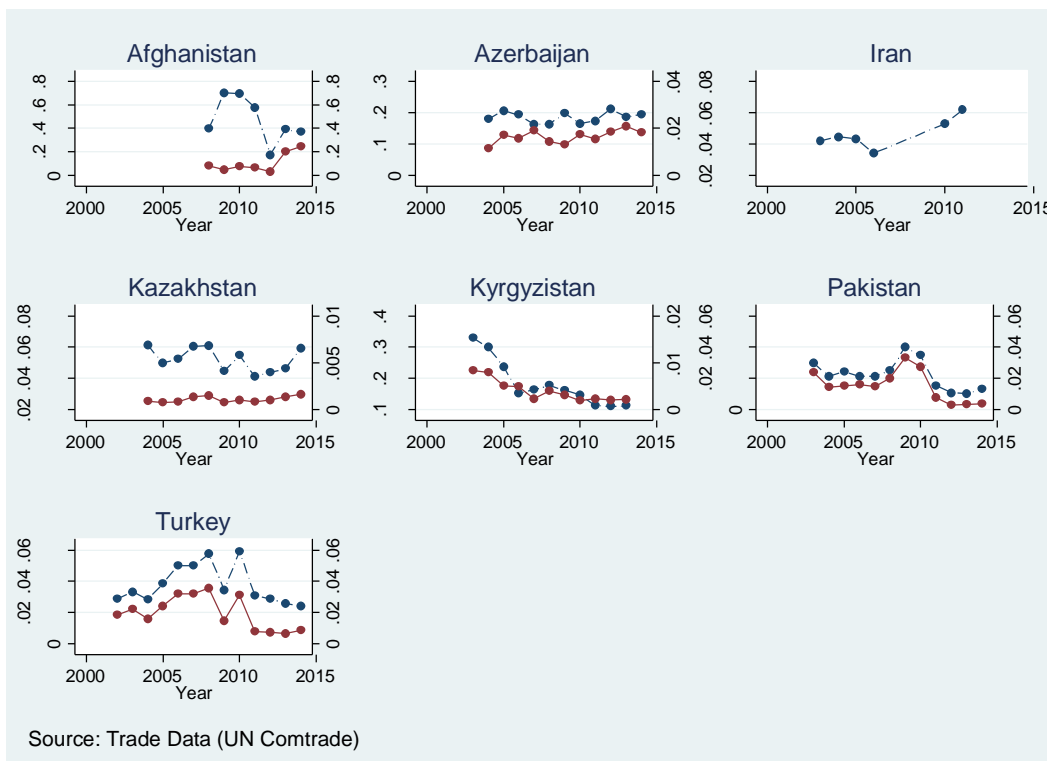 Afghanistan
Azerbaijan
Iran
0 .2 .4 .6 .8
0 .2 .4 .6 .8
0 .1 .2 .3
0 .02 .04
.02 .04 .06 .08
2000 2005 2010 2015
2000 2005 2010 2015
2000 2005 2010 2015
Year
Year
Year
Kazakhstan
Kyrgyzistan
Pakistan
.02 .04 .06 .08
0 .005 .01
.1 .2 .3 .4
0 .01 .02
0 .02 .04 .06
0 .02 .04 .06
2000 2005 2010 2015
2000 2005 2010 2015
2000 2005 2010 2015
Year
Year
Year
Turkey
0 .02 .04 .06
0 .02 .04 .06
2000 2005 2010 2015
Year
Source: Trade Data (UN Comtrade)